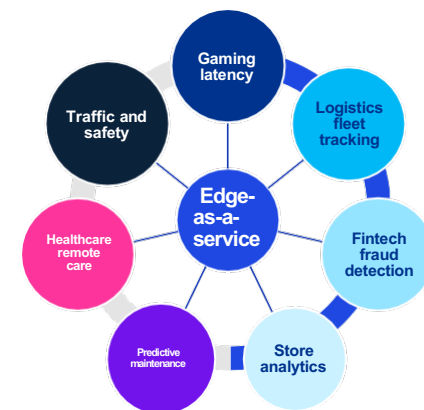 Gaming
latency
Logistics
fleet
tracking
Fintech
fraud
detection
Store
analytics
Predictive
maintenance
Healthcare
remote
care
Traffic and
safety
Edge-
as-a-
service